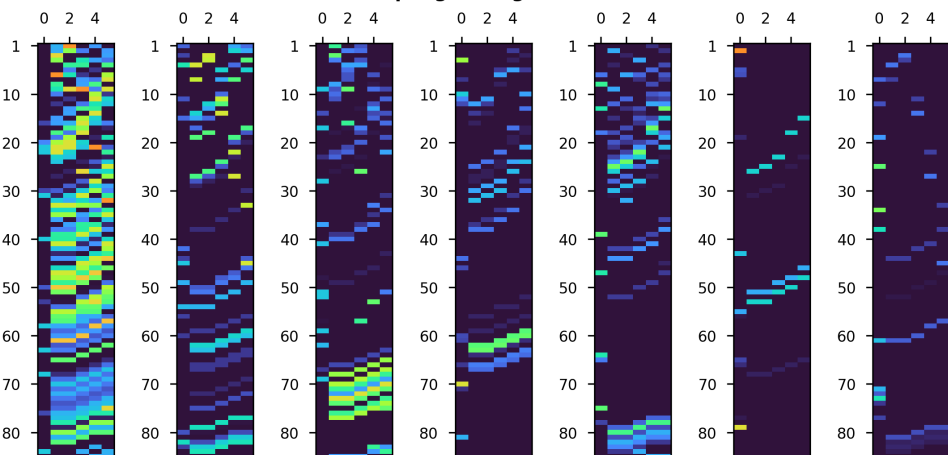 0 2 4 0 2 4 0 2 4 0 2 4 0 2 4 0 2 4 0 2 4
1 1 1 1 1 1 1
10 10 10 10 10 10 10
20 20 20 20 20 20 20
30 30 30 30 30 30 30
40 40 40 40 40 40 40
50 50 50 50 50 50 50
60 60 60 60 60 60 60
70 70 70 70 70 70 70
80 80 80 80 80 80 80